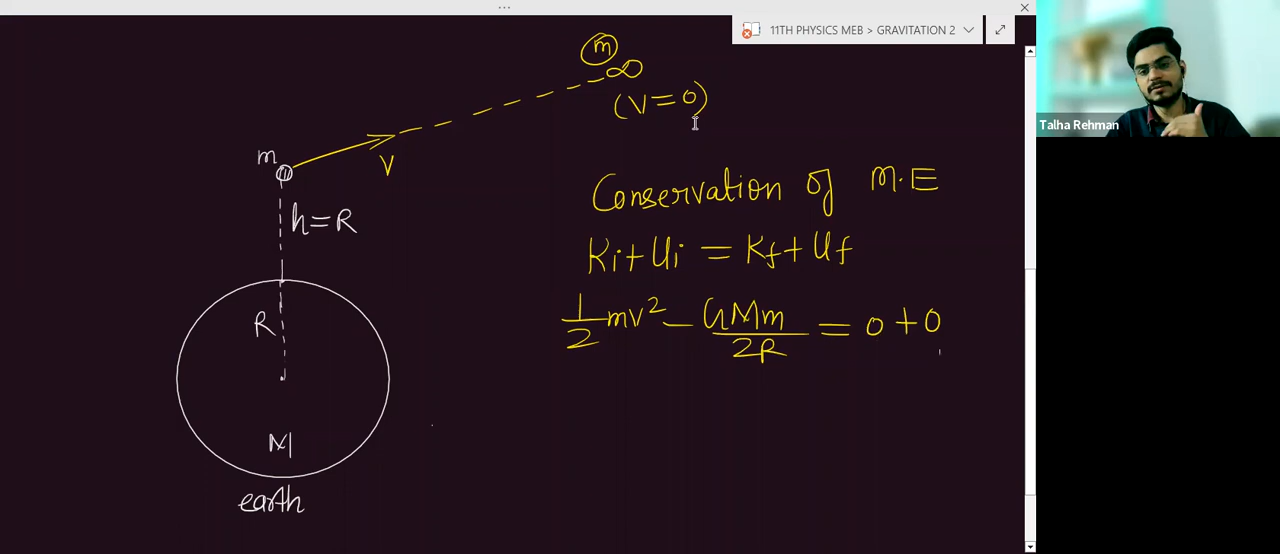 11TH PHYSICS MEB > GRAVITATION 2
Talha Rehman
m
∞
(V=0)
m
V
h=R
R
M
earth
Conservation of M.E
Ki+Ui = Kf+Uf
1/2 mv² - GMm/2R = 0+0